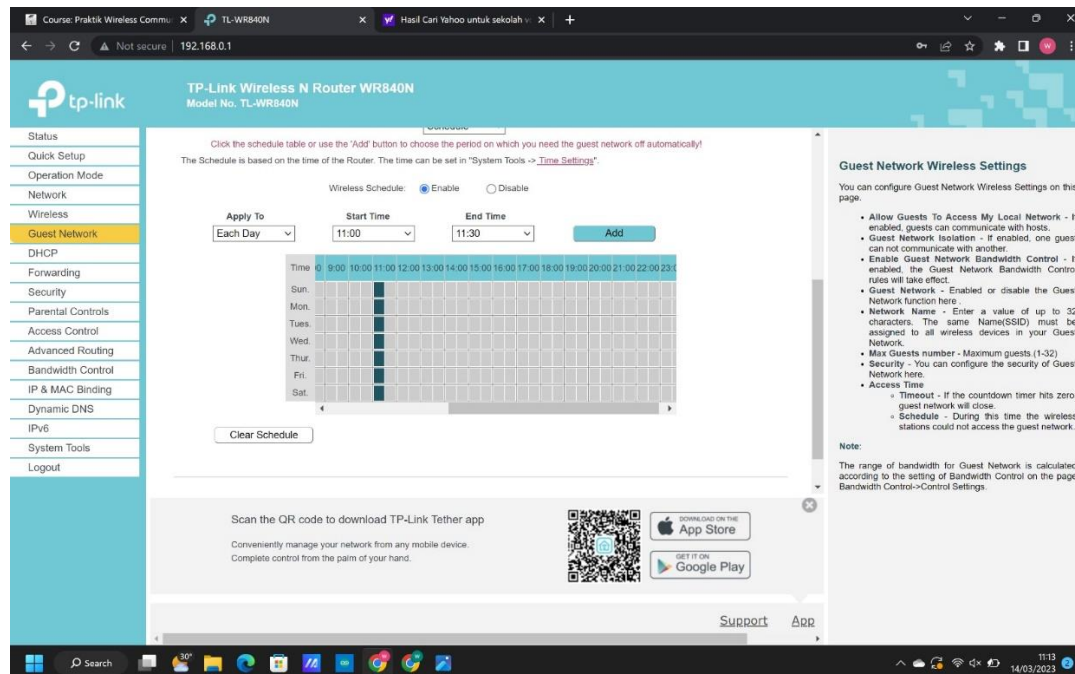 Course: Praktik Wireless Commu
TL-WR840N
Hasil Cari Yahoo untuk sekolah
Not secure
192.168.0.1
tp-link
TP-Link Wireless N Router WR840N
Model No. TL-WR840N
Status
Quick Setup
Operation Mode
Network
Wireless
Guest Network
DHCP
Forwarding
Security
Parental Controls
Access Control
Advanced Routing
Bandwidth Control
IP & MAC Binding
Dynamic DNS
IPv6
System Tools
Logout
Schedule
Click the schedule table or use the 'Add' button to choose the period on which you need the guest network off automatically!
The Schedule is based on the time of the Router. The time can be set in "System Tools -> Time Settings".
Wireless Schedule: Enable Disable
Apply To Start Time End Time
Each Day 11:00 11:30 Add
Time 0 9:00 10:00 11:00 12:00 13:00 14:00 15:00 16:00 17:00 18:00 19:00 20:00 21:00 22:00 23:0
Sun.
Mon.
Tues.
Wed.
Thur.
Fri.
Sat.
Clear Schedule
Guest Network Wireless Settings
You can configure Guest Network Wireless Settings on this
page.
Allow Guests To Access My Local Network - If
enabled, guests can communicate with hosts.
Guest Network Isolation - If enabled, one guest
can not communicate with another.
Enable Guest Network Bandwidth Control - If
enabled, the Guest Network Bandwidth Control
rules will take effect.
Guest Network - Enabled or disable the Guest
Network function here .
Network Name - Enter a value of up to 32
characters. The same Name(SSID) must be
assigned to all wireless devices in your Guest
Network.
Max Guests number - Maximum guests.(1-32)
Security - You can configure the security of Guest
Network here.
Access Time
Timeout - If the countdown timer hits zero,
guest network will close.
Schedule - During this time the wireless
stations could not access the guest network.
Note:
The range of bandwidth for Guest Network is calculated
according to the setting of Bandwidth Control on the page
Bandwidth Control->Control Settings.
Scan the QR code to download TP-Link Tether app
Conveniently manage your network from any mobile device.
Complete control from the palm of your hand.
DOWNLOAD ON THE
App Store
GET IT ON
Google Play
Support App
Search
30°
11:13
14/03/2023
2